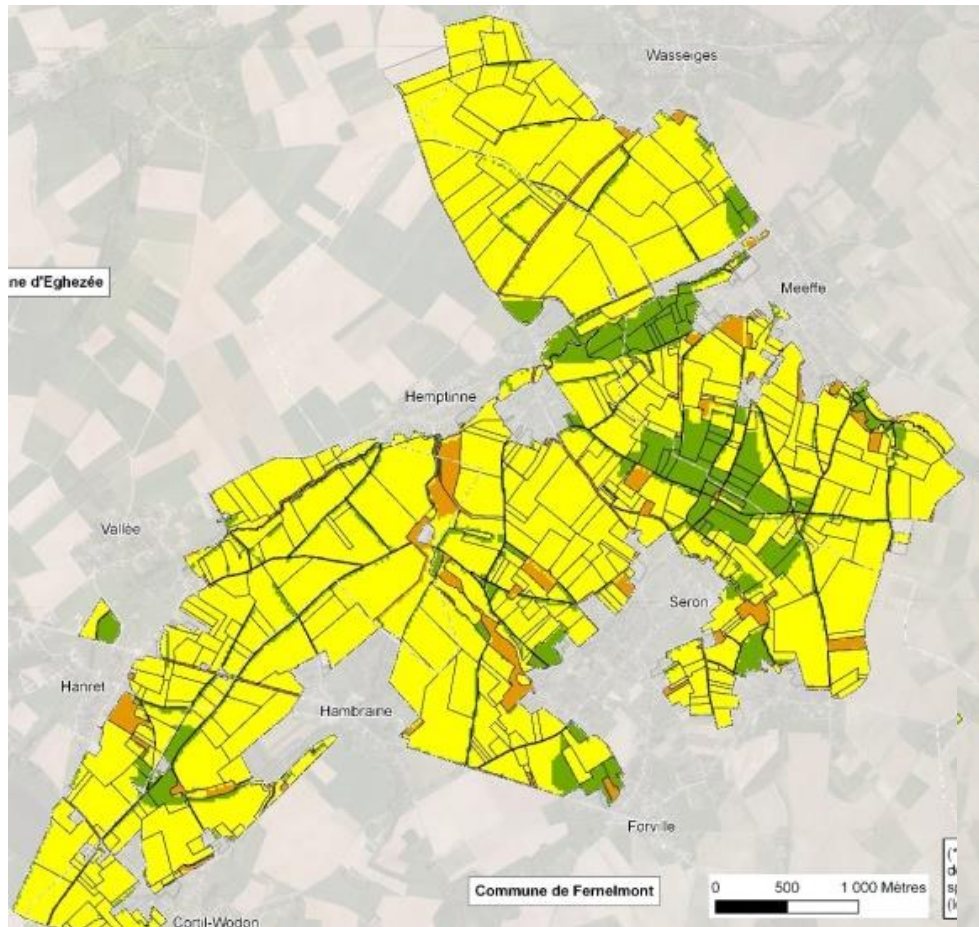 Wasseiges
ne d'Eghezée
Meeffe
Hemptinne
Vallée
Seron
Hanret
Hambraine
Forville
Commune de Fernelmont
0 500 1 000 Mètres
Cortil-Wodon